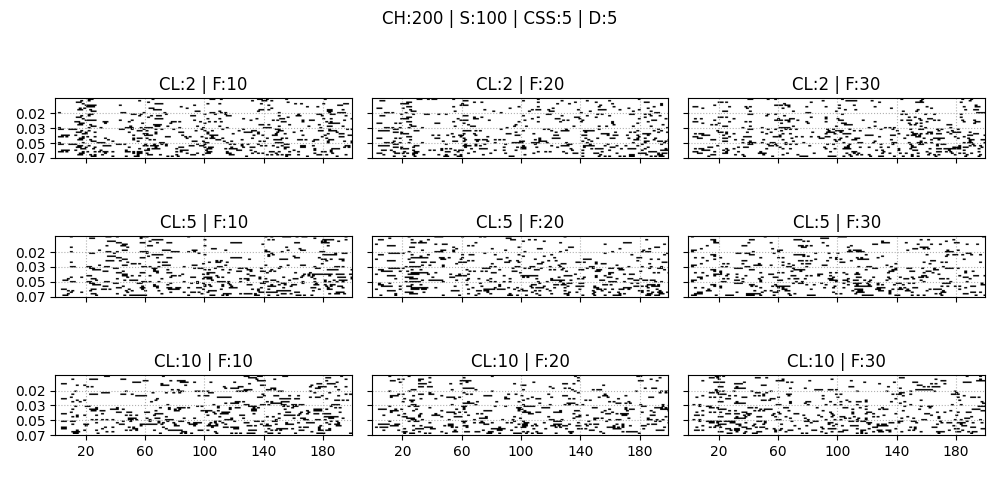 CH:200 | S:100 | CSS:5 | D:5
CL:2 | F:10
CL:2 | F:20
CL:2 | F:30
0.02
0.03
0.05
0.07
CL:5 | F:10
CL:5 | F:20
CL:5 | F:30
0.02
0.03
0.05
0.07
CL:10 | F:10
CL:10 | F:20
CL:10 | F:30
0.02
0.03
0.05
0.07
20 60 100 140 180
20 60 100 140 180
20 60 100 140 180